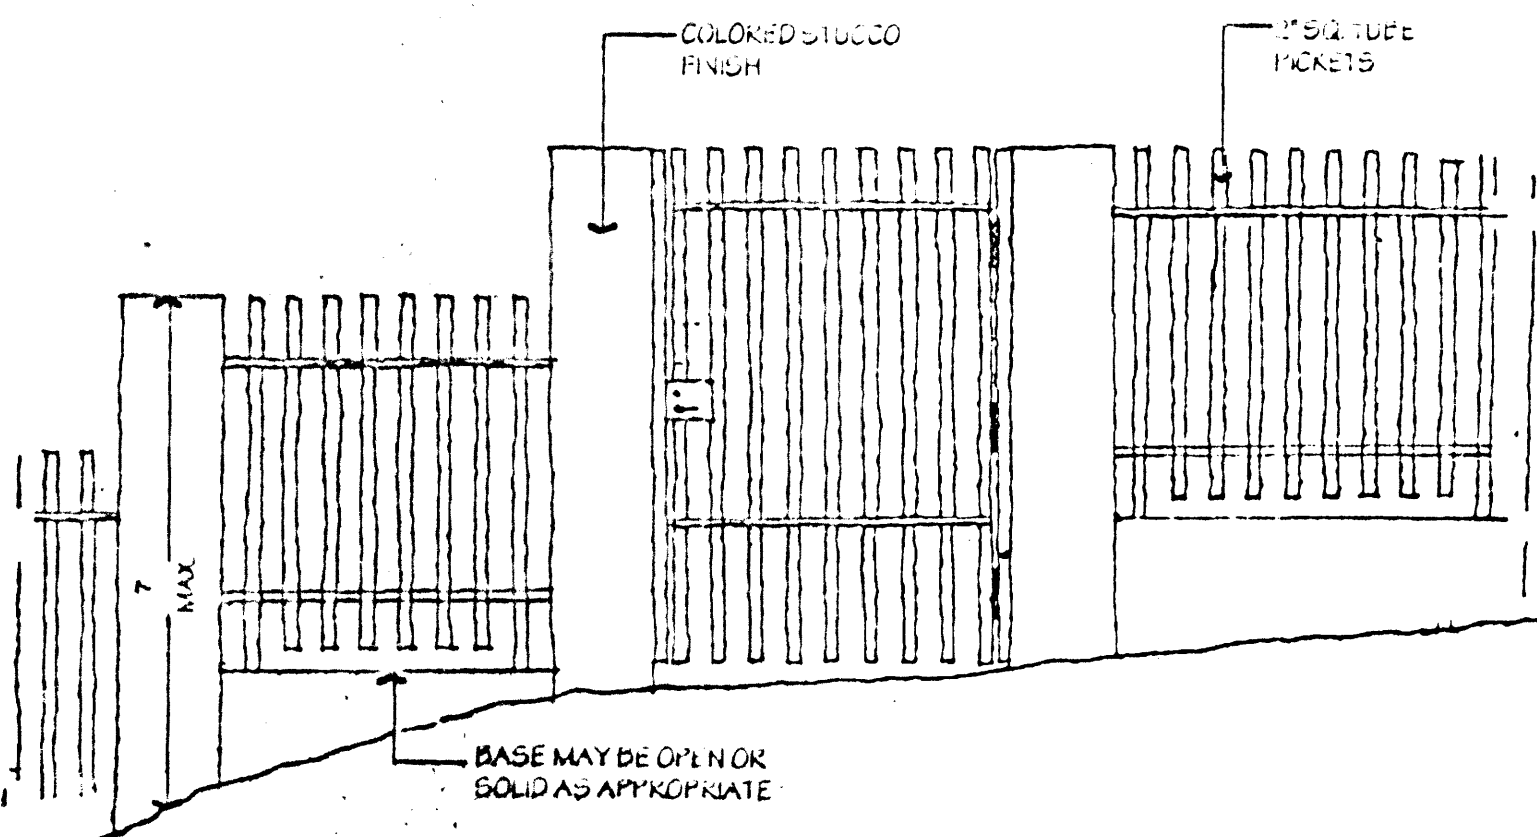 COLORED STUCCO
FINISH
2" SQ. TUBE
PICKETS
7
MAX
BASE MAY BE OPEN OR
SOLID AS APPROPRIATE